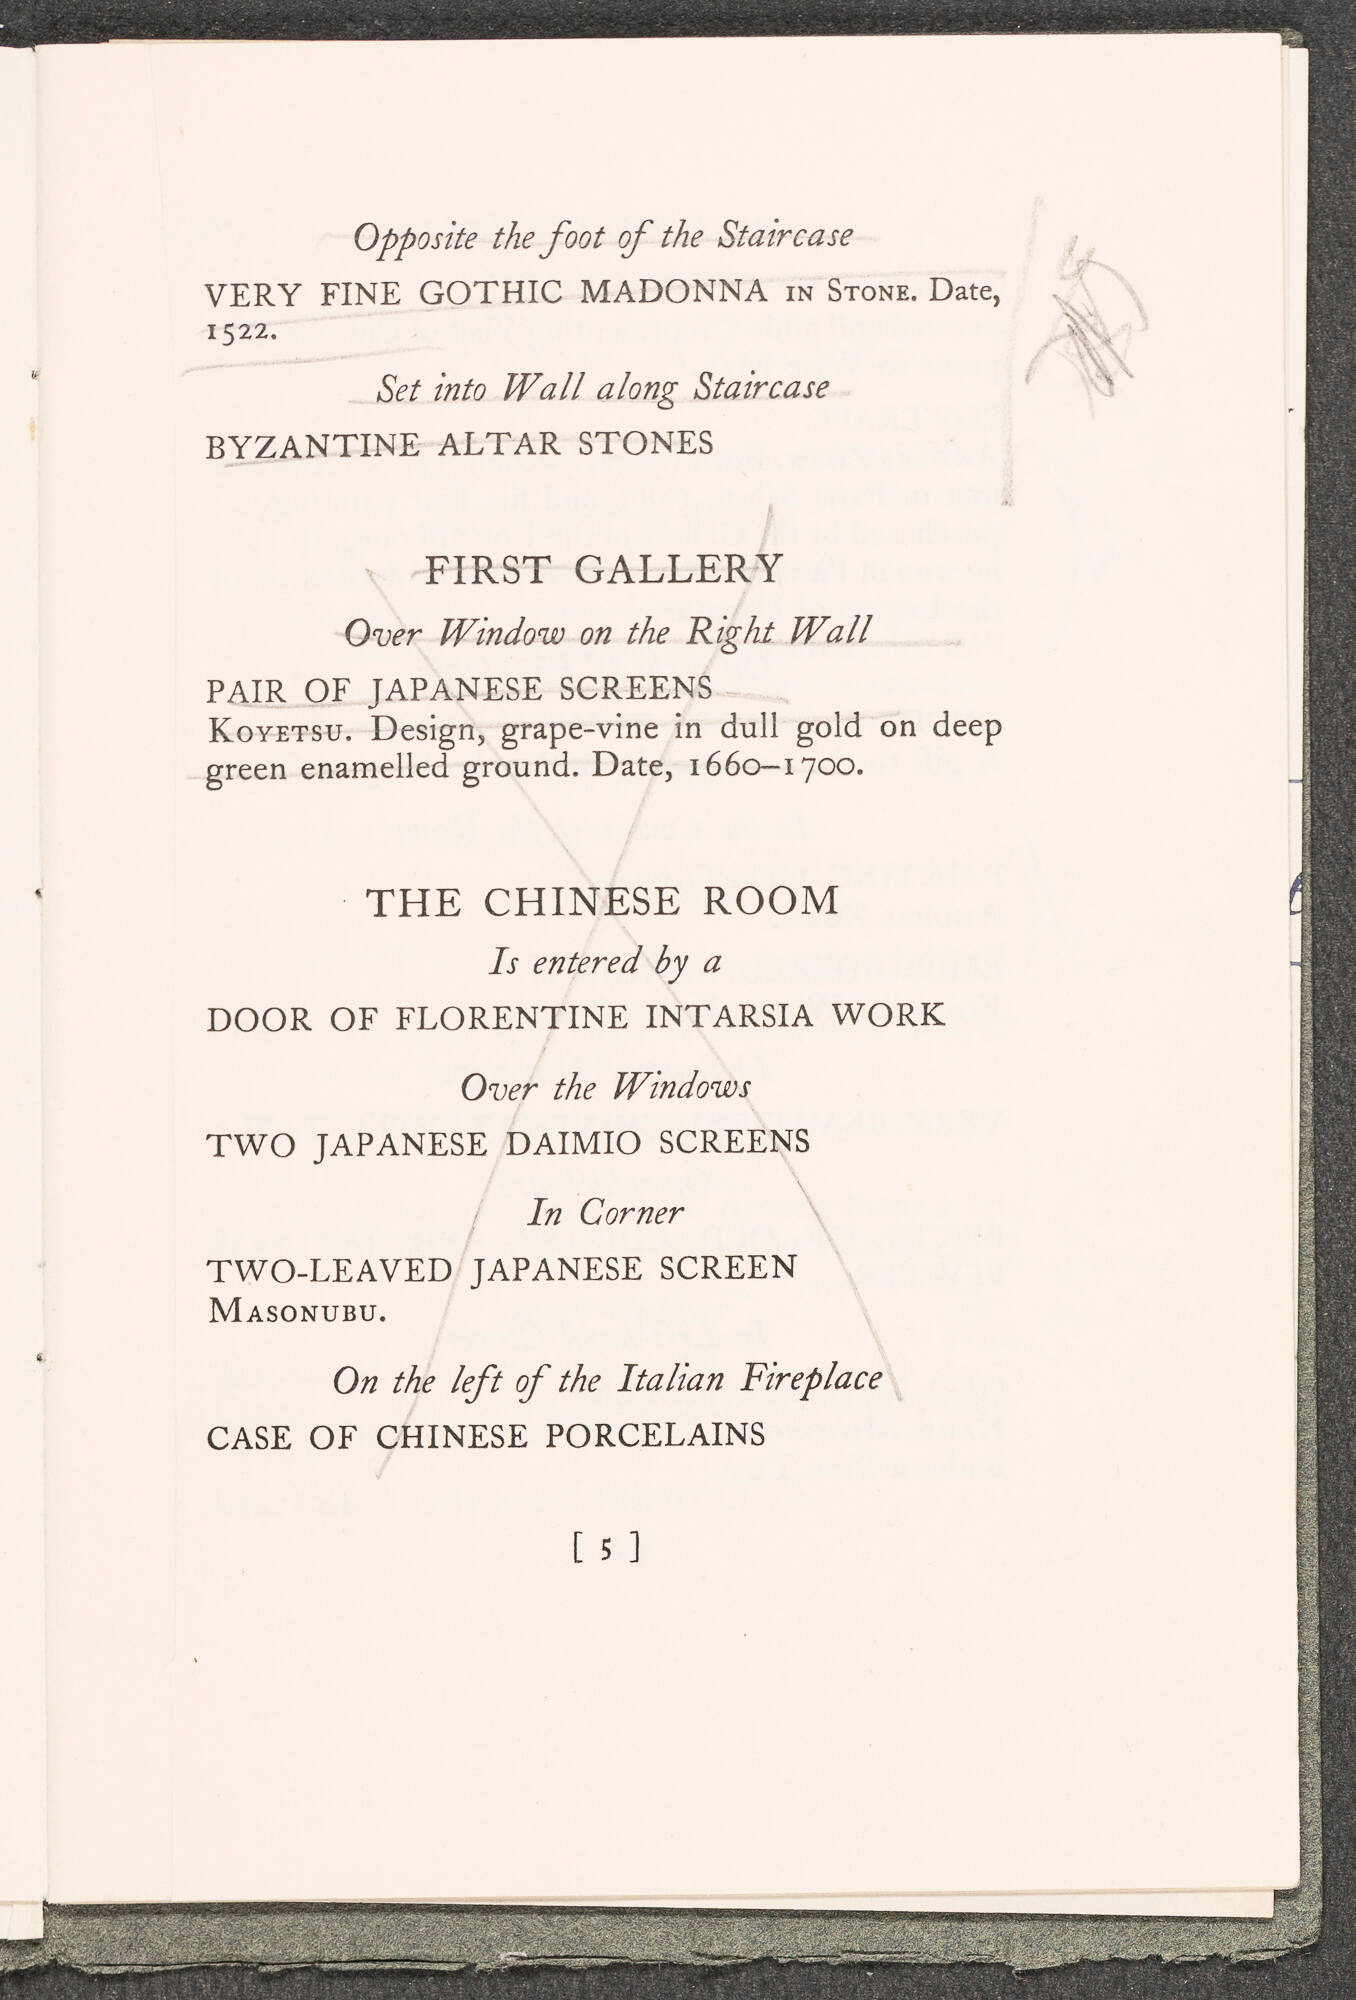 Opposite the foot of the Staircase
VERY FINE GOTHIC MADONNA IN STONE. Date,
1522.
Set into Wall along Staircase
BYZANTINE ALTAR STONES
FIRST GALLERY
Over Window on the Right Wall
PAIR OF JAPANESE SCREENS
KOYETSU. Design, grape-vine in dull gold on deep
green enamelled ground. Date, 1660–1700.
THE CHINESE ROOM
Is entered by a
DOOR OF FLORENTINE INTARSIA WORK
Over the Windows
TWO JAPANESE DAIMIO SCREENS
In Corner
TWO-LEAVED JAPANESE SCREEN
MASONUBU.
On the left of the Italian Fireplace
CASE OF CHINESE PORCELAINS
[ 5 ]